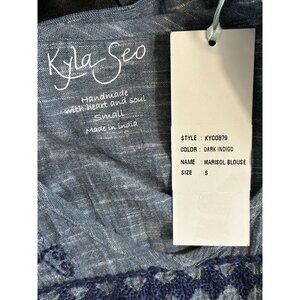 Kyla Seo
Handmade
with heart and soul
Small
Made in India
STYLE : KYCO879
COLOR : DARK INDIGO
NAME : MARISOL BLOUSE
SIZE : S